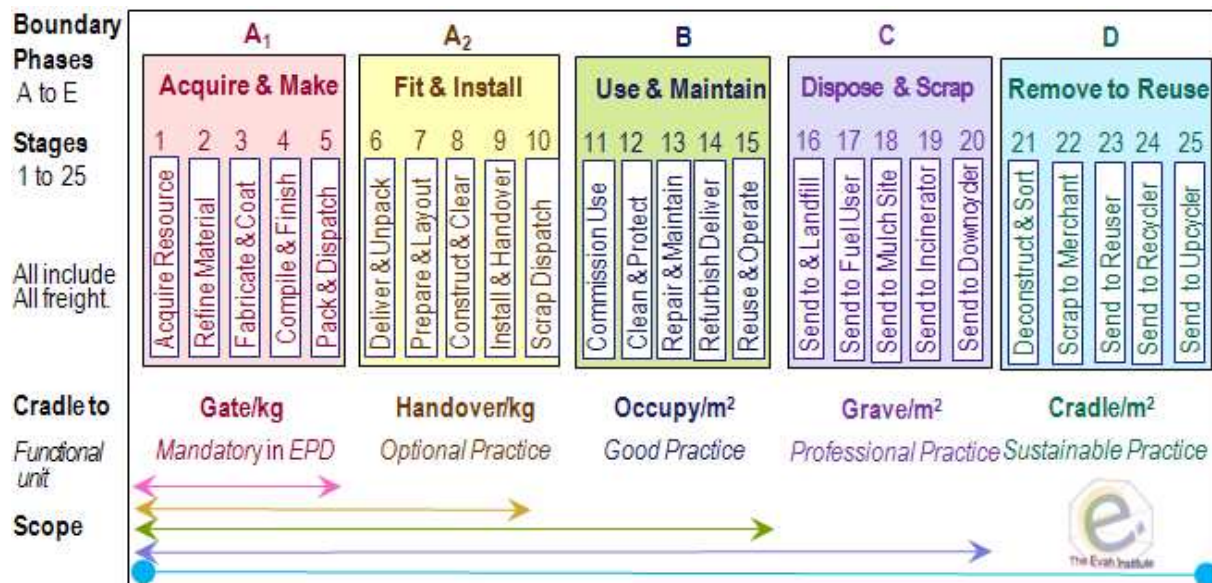 Boundary
Phases
A to E
A₁ A₂ B C D
Acquire & Make Fit & Install Use & Maintain Dispose & Scrap Remove to Reuse
Stages
1 to 25
1 2 3 4 5 6 7 8 9 10 11 12 13 14 15 16 17 18 19 20 21 22 23 24 25
Acquire Resource
Refine Material
Fabricate & Coat
Compile & Finish
Pack & Dispatch
Deliver & Unpack
Prepare & Layout
Construct & Clear
Install & Handover
Scrap Dispatch
Commission Use
Clean & Protect
Repair & Maintain
Refurbish Deliver
Reuse & Operate
Send to & Landfill
Send to Fuel User
Send to Mulch Site
Send to Incinerator
Send to Downcycler
Deconstruct & Sort
Scrap to Merchant
Send to Reuser
Send to Recycler
Send to Upcycler
All include
All freight.
Cradle to Gate/kg Handover/kg Occupy/m² Grave/m² Cradle/m²
Functional
unit
Mandatory in EPD Optional Practice Good Practice Professional Practice Sustainable Practice
Scope
e.
The Evah Institute